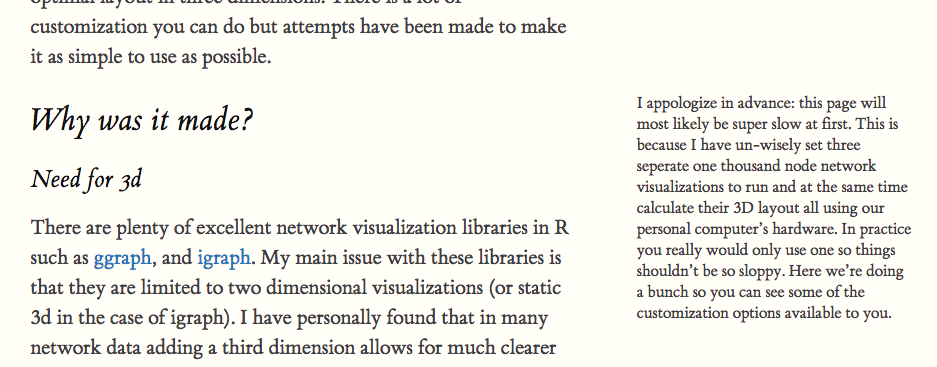 optimal layout in three dimensions. There is a lot of
customization you can do but attempts have been made to make
it as simple to use as possible.
Why was it made?
Need for 3d
There are plenty of excellent network visualization libraries in R
such as ggraph, and igraph. My main issue with these libraries is
that they are limited to two dimensional visualizations (or static
3d in the case of igraph). I have personally found that in many
network data adding a third dimension allows for much clearer
I appologize in advance: this page will
most likely be super slow at first. This is
because I have un-wisely set three
seperate one thousand node network
visualizations to run and at the same time
calculate their 3D layout all using our
personal computer’s hardware. In practice
you really would only use one so things
shouldn’t be so sloppy. Here we’re doing
a bunch so you can see some of the
customization options available to you.